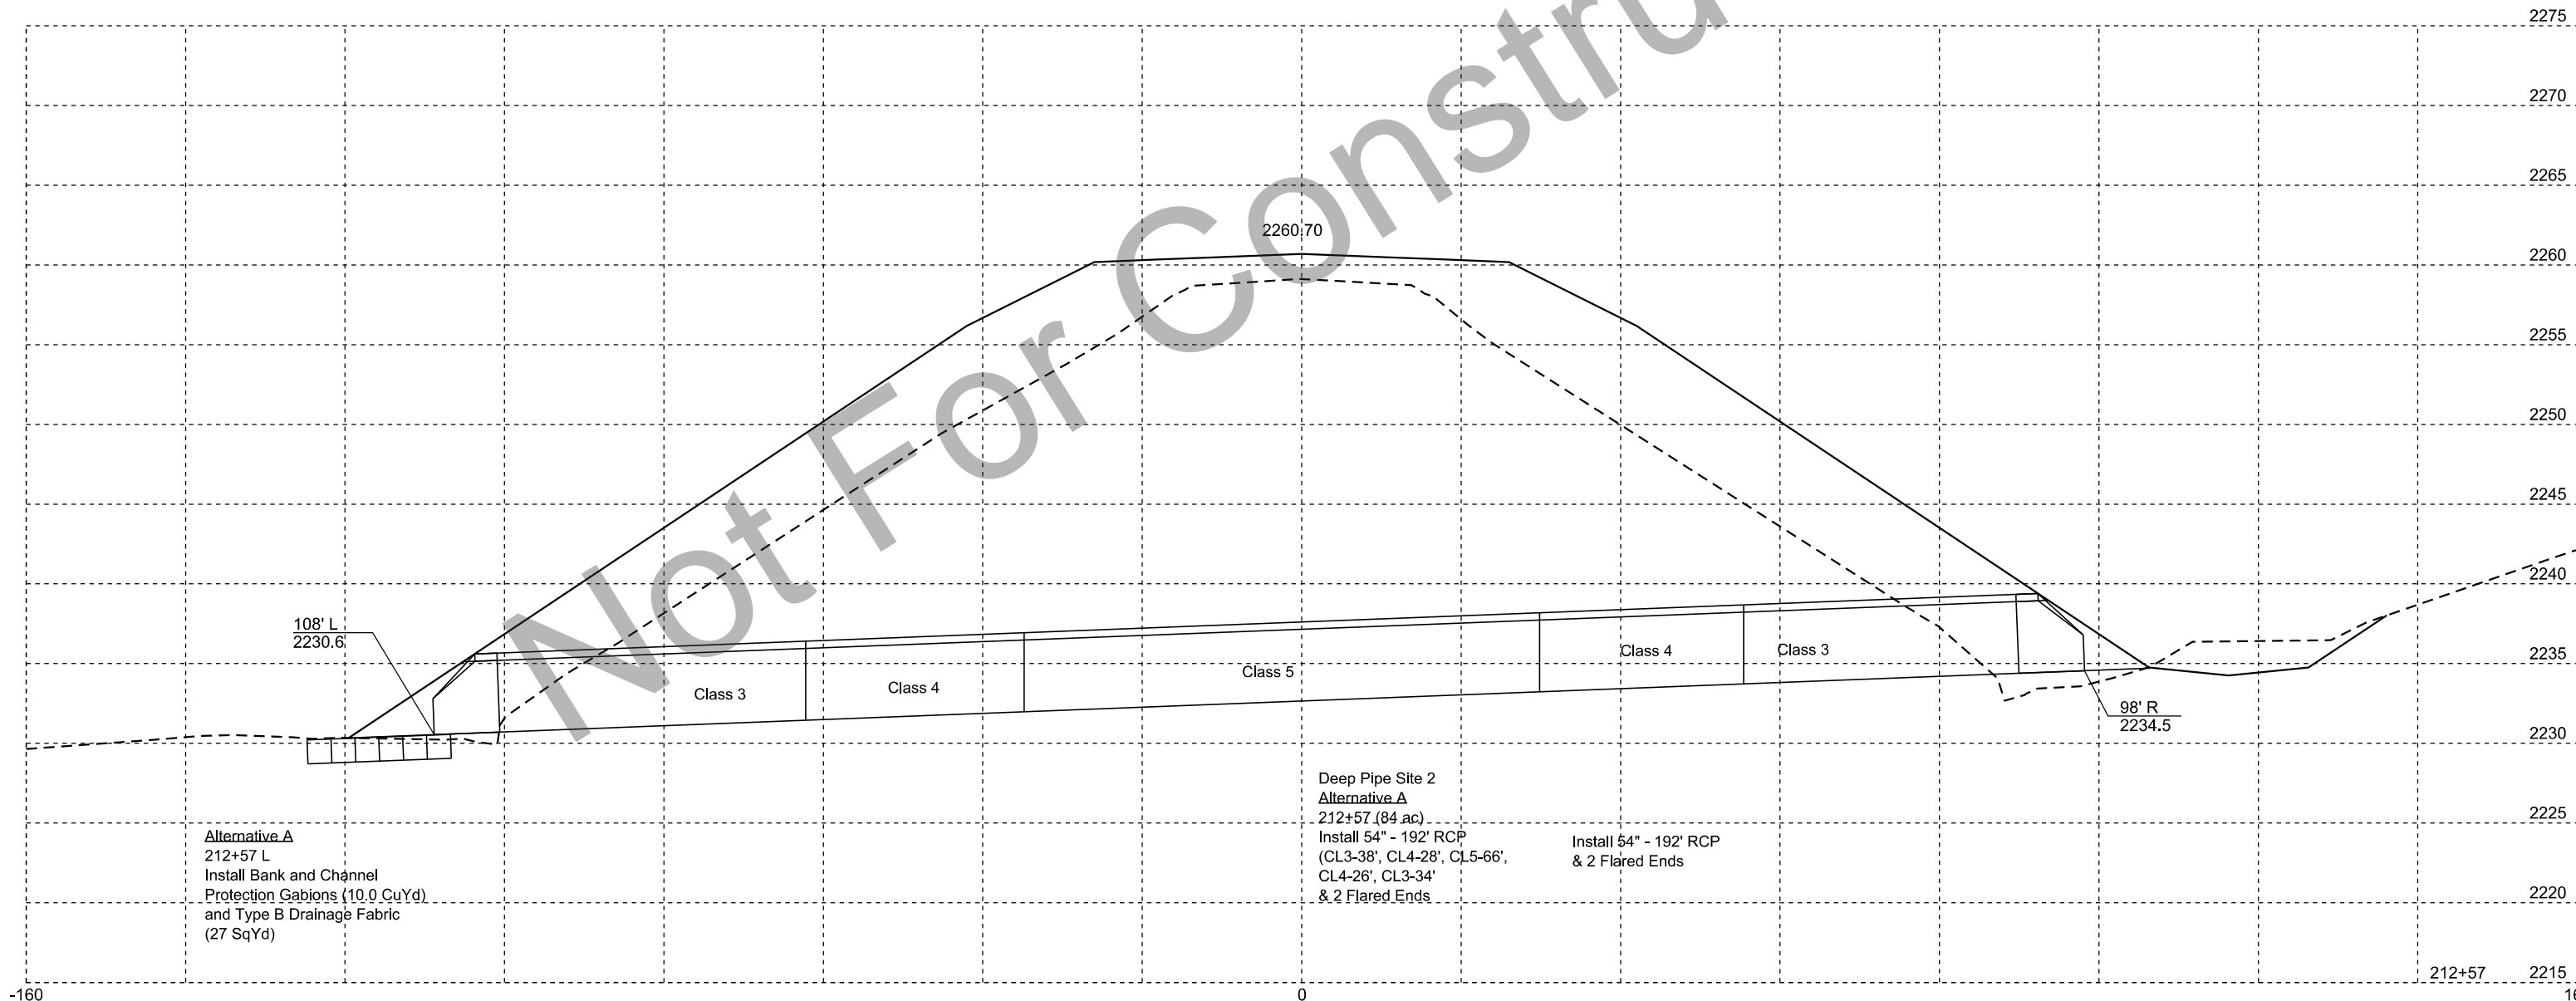 Not For Constru
2275
2270
2265
2260.70
2260
2255
2250
2245
2240
108' L
2230.6
Class 3
Class 4
Class 5
Class 4
Class 3
2235
98' R
2234.5
2230
Deep Pipe Site 2
Alternative A
212+57 (84 ac)
Install 54" - 192' RCP
(CL3-38', CL4-28', CL5-66',
CL4-26', CL3-34'
& 2 Flared Ends
Install 54" - 192' RCP
& 2 Flared Ends
2225
Alternative A
212+57 L
Install Bank and Channel
Protection Gabions (10.0 CuYd)
and Type B Drainage Fabric
(27 SqYd)
2220
212+57
2215
-160
0